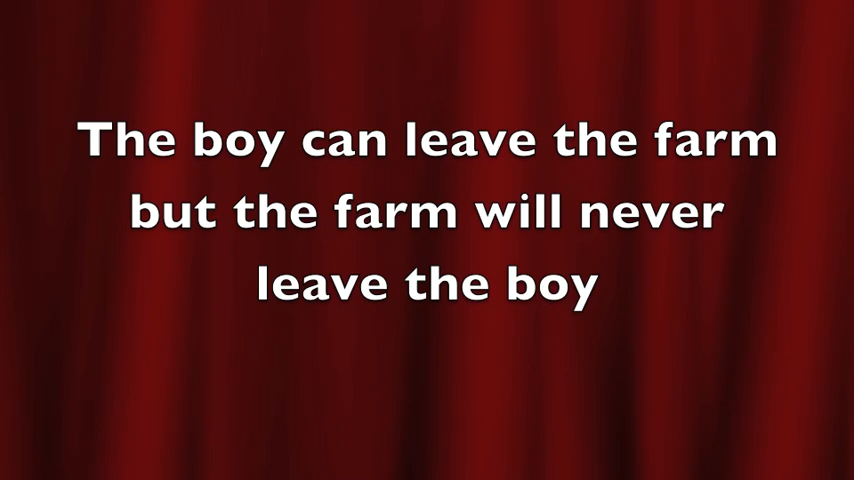 The boy can leave the farm
but the farm will never
leave the boy